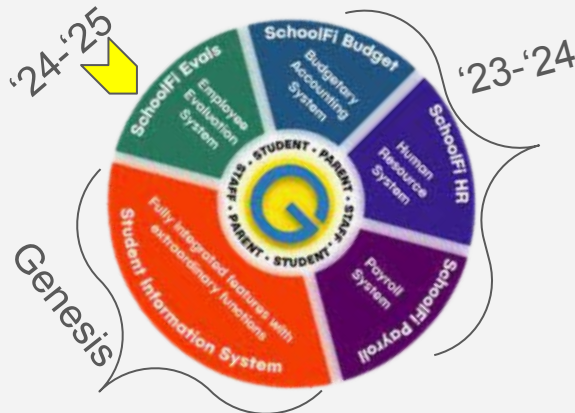 ‘24-‘25
SchoolFi Evals
Employee
Evaluation
System
SchoolFi Budget
Budgetary
Accounting
System
‘23-‘24
SchoolFi HR
Human
Resource
System
SchoolFi Payroll
Payroll
System
Genesis
Student Information System
Fully integrated features with
extraordinary functions
STUDENT • PARENT • STAFF • STUDENT • PARENT • STAFF •
G